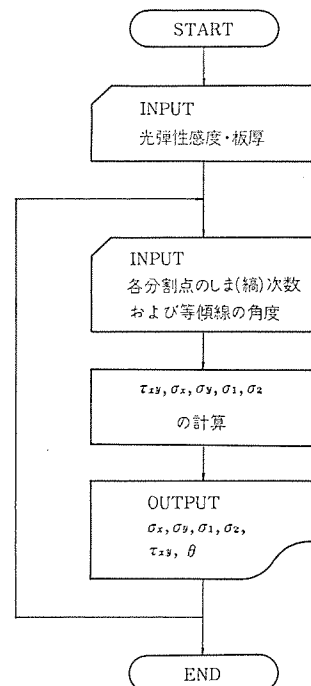 START
INPUT
光弾性感度・板厚
INPUT
各分割点のしま(縞)次数
および等傾線の角度
τxy, σx, σy, σ1, σ2
の計算
OUTPUT
σx, σy, σ1, σ2,
τxy, θ
END